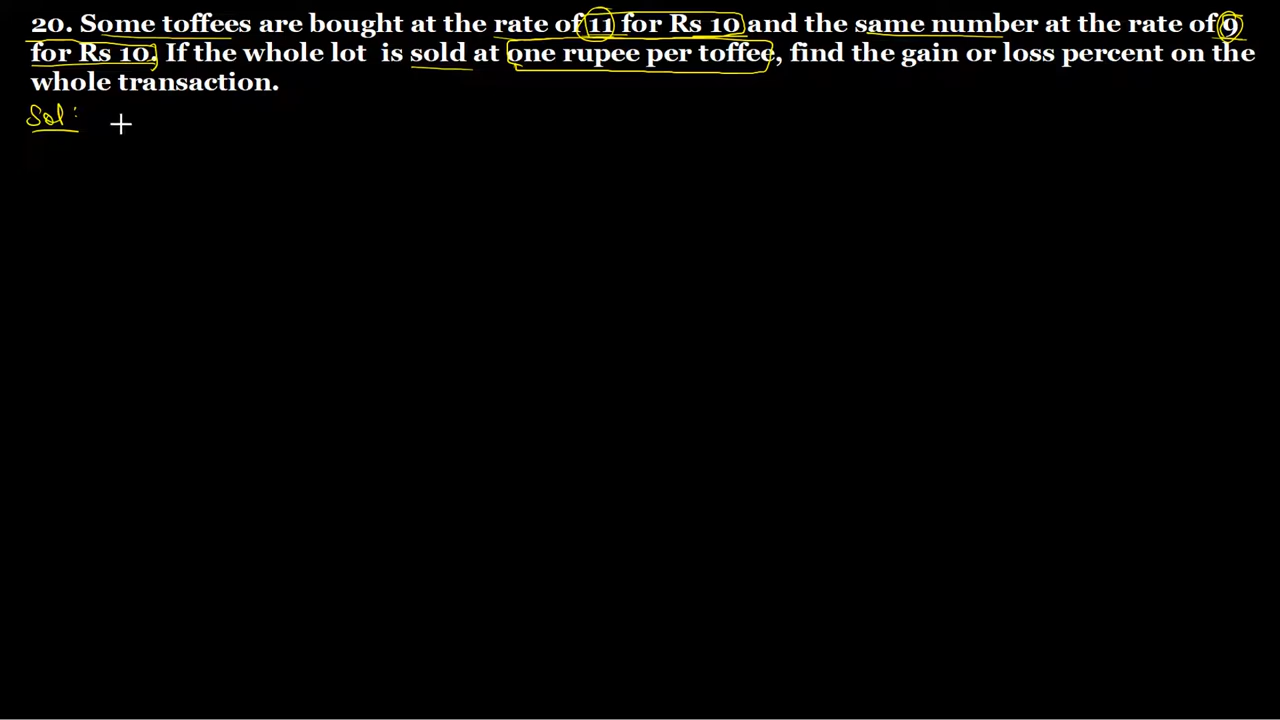 20. Some toffees are bought at the rate of 11 for Rs 10 and the same number at the rate of 9
for Rs 10. If the whole lot is sold at one rupee per toffee, find the gain or loss percent on the
whole transaction.
Sol: